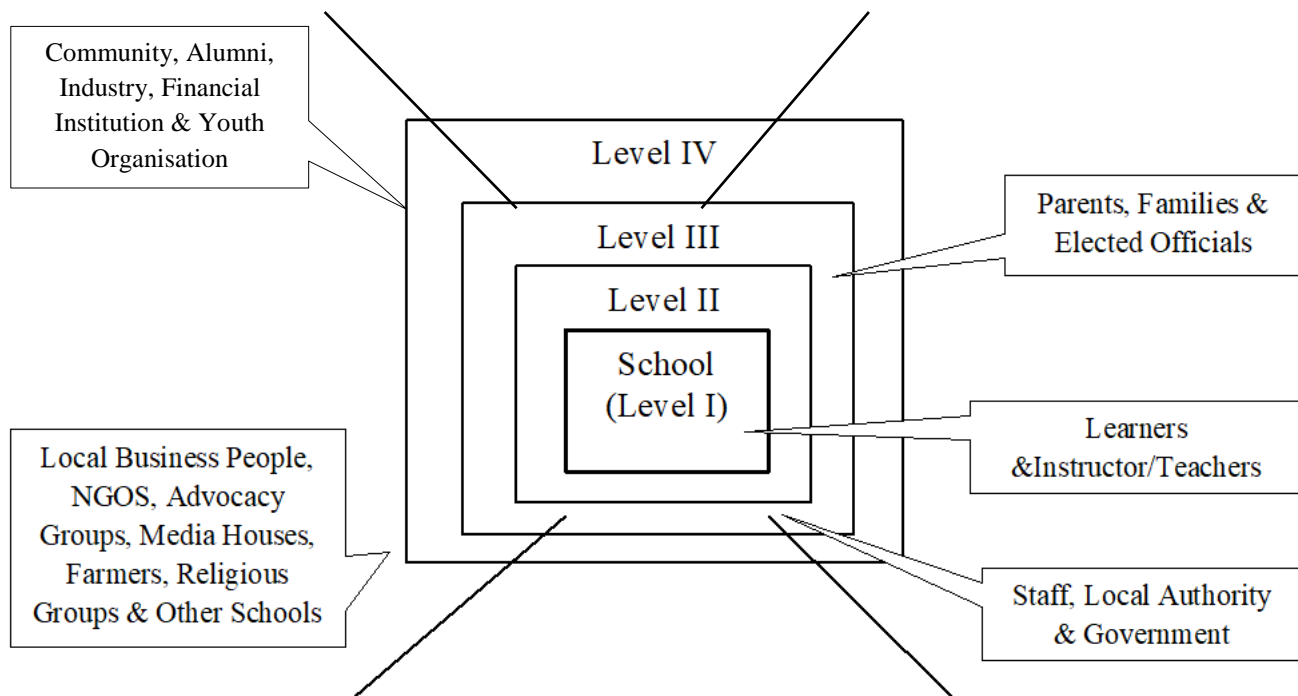 Community, Alumni,
Industry, Financial
Institution & Youth
Organisation
Level IV
Parents, Families &
Elected Officials
Level III
Level II
School
(Level I)
Learners
&Instructor/Teachers
Local Business People,
NGOS, Advocacy
Groups, Media Houses,
Farmers, Religious
Groups & Other Schools
Staff, Local Authority
& Government